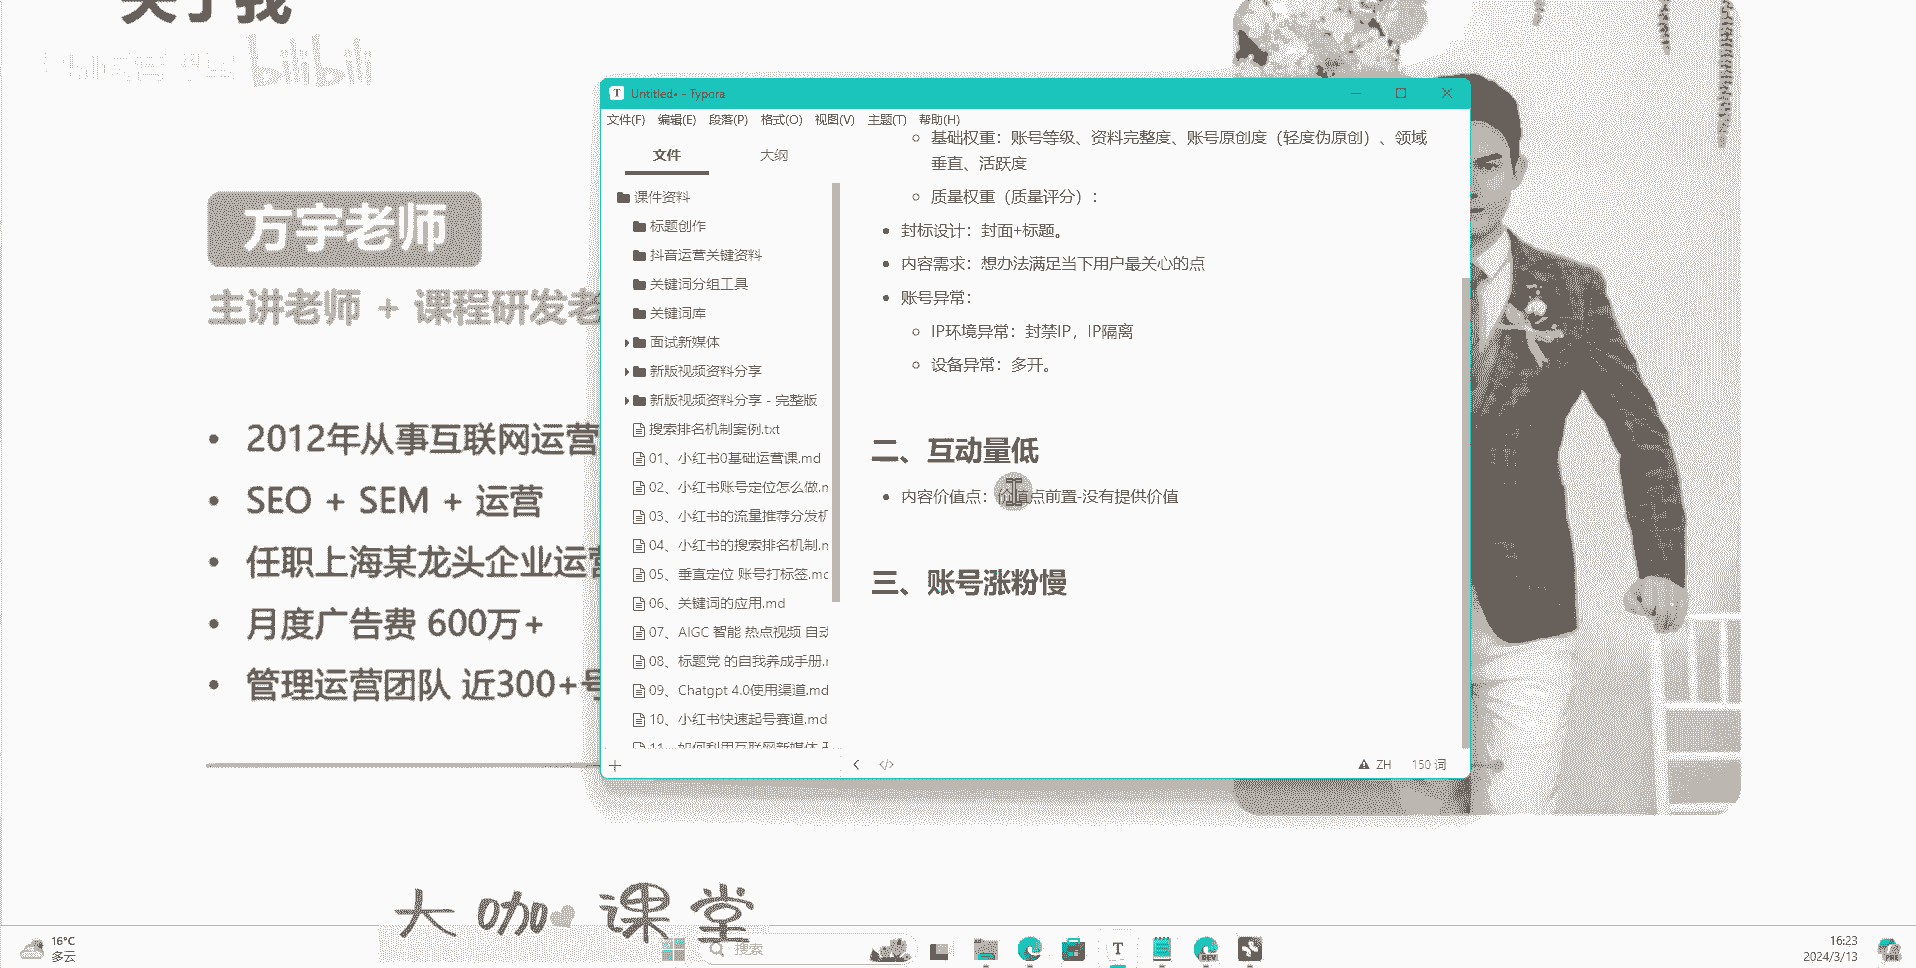 关于我
bilibili
方宇老师
主讲老师 + 课程研发老
2012年从事互联网运营
SEO + SEM + 运营
任职上海某龙头企业运营
月度广告费 600万+
管理运营团队 近300+号
Untitled• - Typora
文件(F) 编辑(E) 段落(P) 格式(O) 视图(V) 主题(T) 帮助(H)
文件 大纲
课件资料
标题创作
抖音运营关键资料
关键词分组工具
关键词库
面试新媒体
新版视频资料分享
新版视频资料分享 - 完整版
搜索排名机制案例.txt
01、小红书0基础运营课.md
02、小红书账号定位怎么做.m
03、小红书的流量推荐分发机
04、小红书的搜索排名机制.m
05、垂直定位 账号打标签.md
06、关键词的应用.md
07、AIGC 智能 热点视频 自动
08、标题党 的自我养成手册.m
09、Chatgpt 4.0使用渠道.md
10、小红书快速起号赛道.md
11、如何利用互联网新媒体
基础权重：账号等级、资料完整度、账号原创度（轻度伪原创）、领域
垂直、活跃度
质量权重（质量评分）：
封标设计：封面+标题。
内容需求：想办法满足当下用户最关心的点
账号异常：
IP环境异常：封禁IP，IP隔离
设备异常：多开。
二、互动量低
内容价值点：价值点前置-没有提供价值
三、账号涨粉慢
ZH 150 词
大咖课堂
16°C
多云
搜索
16:23
2024/3/13